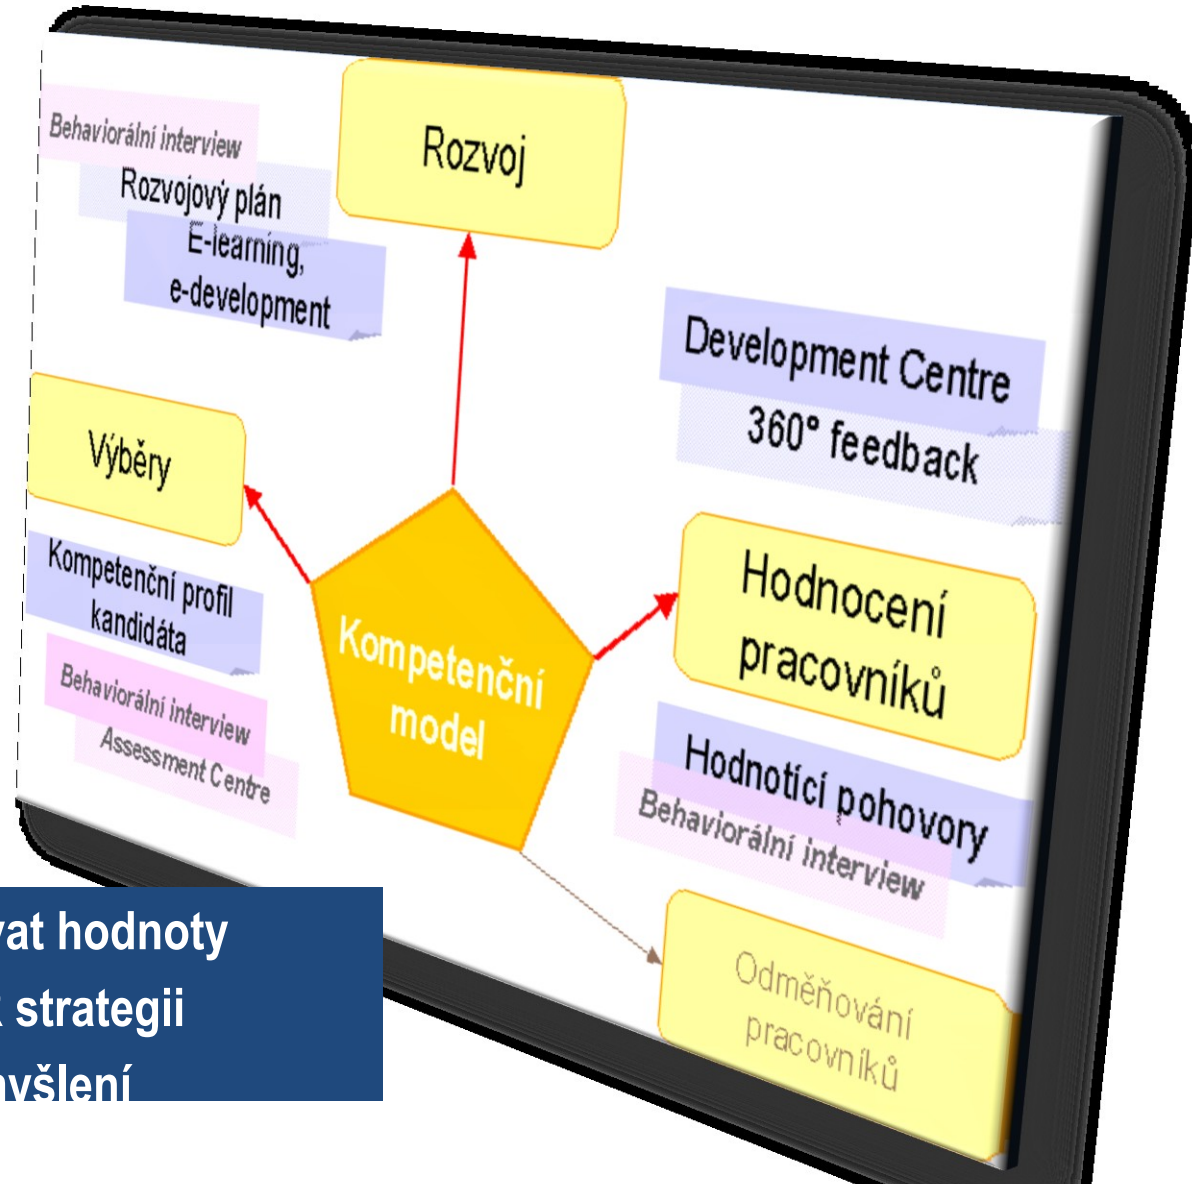 Behaviorální interview
Rozvojový plán
E-learning,
e-development
Rozvoj
Development Centre
360° feedback
Výběry
Kompetenční profil
kandidáta
Behaviorální interview
Assessment Centre
Kompetenční
model
Hodnocení
pracovníků
Hodnotící pohovory
Behaviorální interview
Odměňování
pracovníků
hodnoty
strategii